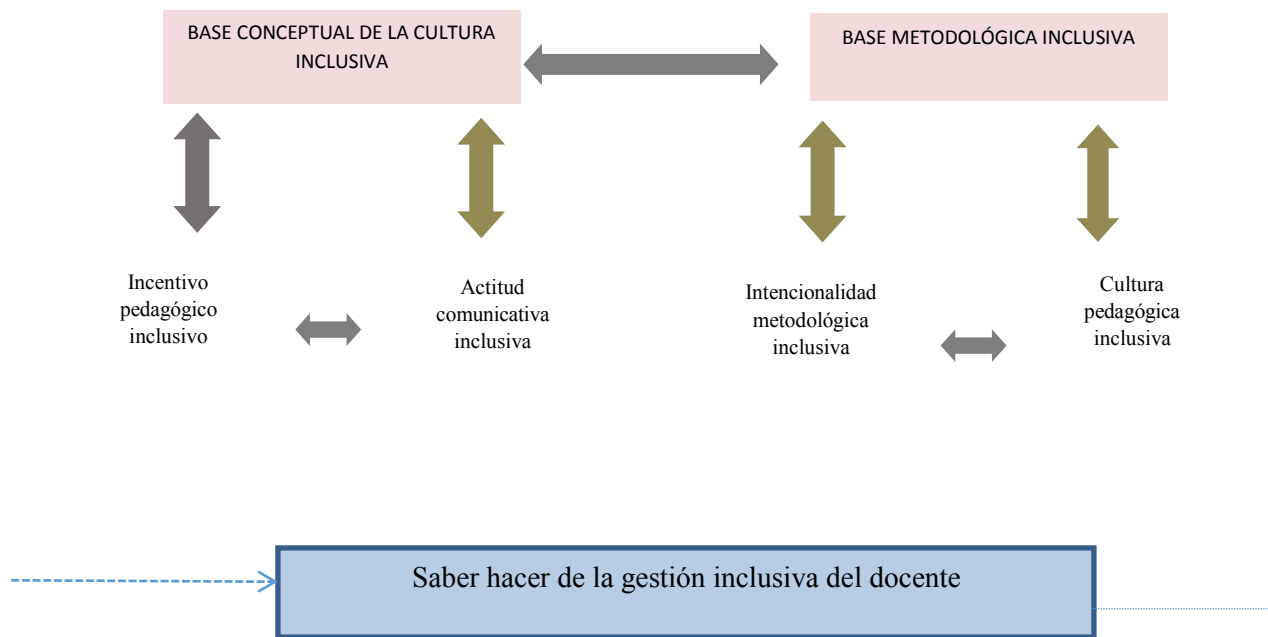 BASE CONCEPTUAL DE LA CULTURA
INCLUSIVA
BASE METODOLÓGICA INCLUSIVA
Incentivo
pedagógico
inclusivo
Actitud
comunicativa
inclusiva
Intencionalidad
metodológica
inclusiva
Cultura
pedagógica
inclusiva
Saber hacer de la gestión inclusiva del docente